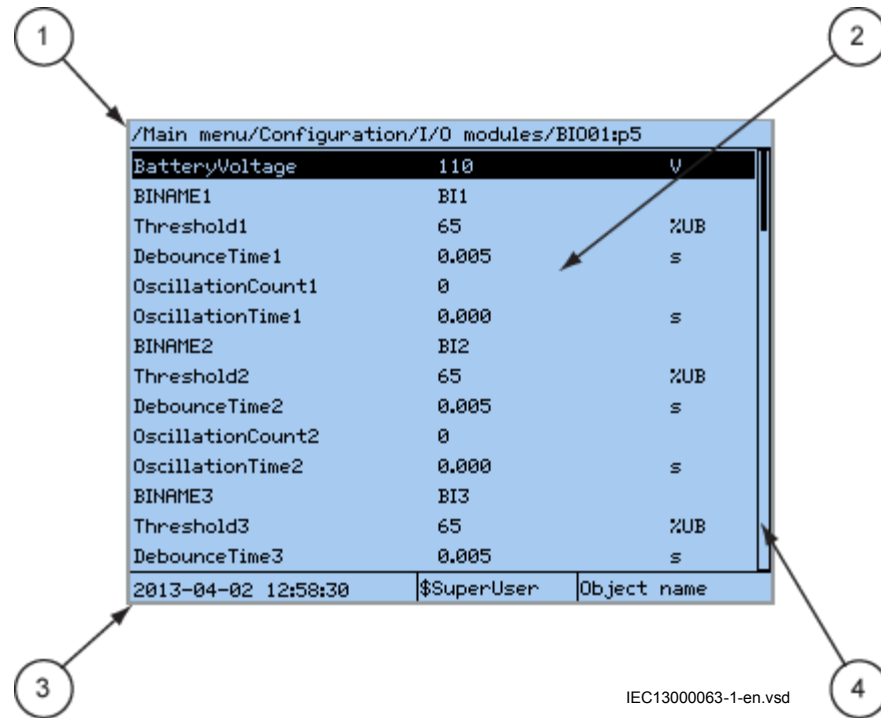 1 2
/Main menu/Configuration/I/O modules/BIO01:p5
BatteryVoltage 110 V
BINAME1 BI1
Threshold1 65 %UB
DebounceTime1 0.005 s
OscillationCount1 0
OscillationTime1 0.000 s
BINAME2 BI2
Threshold2 65 %UB
DebounceTime2 0.005 s
OscillationCount2 0
OscillationTime2 0.000 s
BINAME3 BI3
Threshold3 65 %UB
DebounceTime3 0.005 s
2013-04-02 12:58:30 $SuperUser Object name
3 4
IEC13000063-1-en.vsd